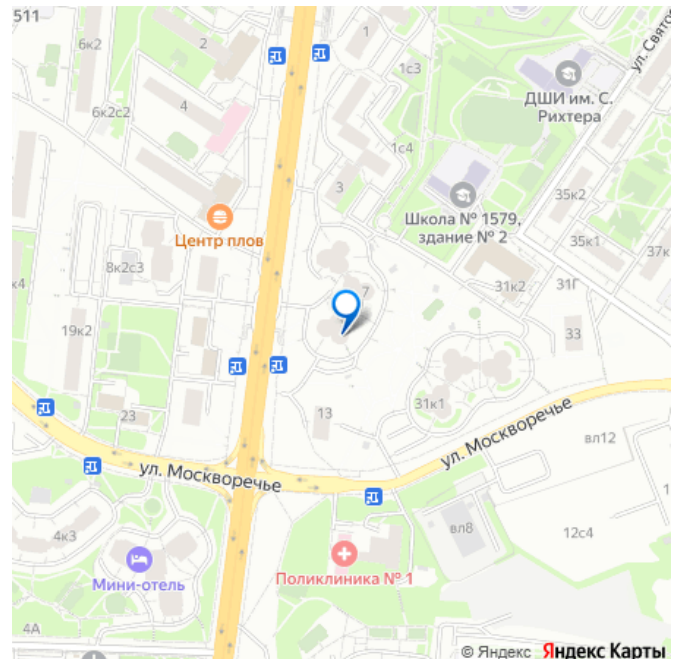 511
6к2
2
1
1с3
ул. Свято
ДШИ им. С.
Рихтера
4
6к2с2
1с4
3
35к2
Школа № 1579,
здание № 2
Центр плов
35к1
37к
8к2с3
7
31к2
31Г
к4
19к2
33
23
13
31к1
ул. Москворечье
ул. Москворечье
вл12
4к3
вл8
12с4
Мини-отель
Поликлиника № 1
4А
© Яндекс Яндекс Карты